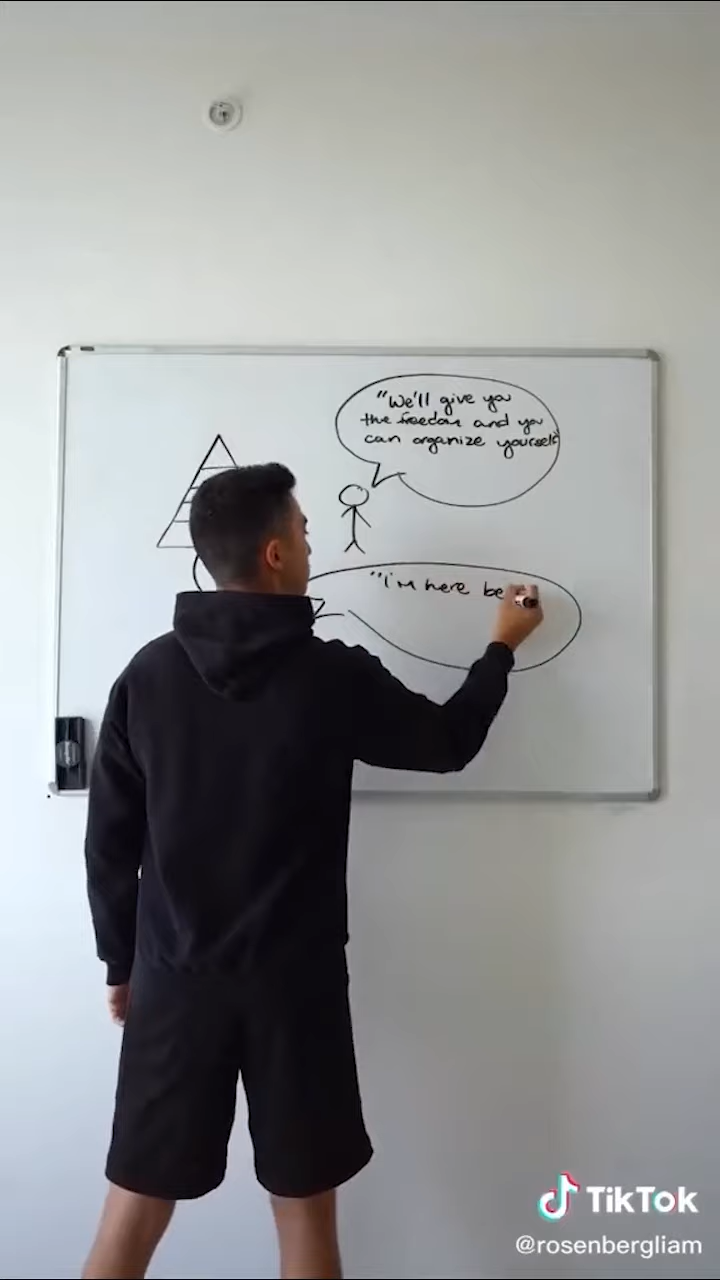 "We'll give you
the freedom and you
can organize yourself"
"I'm here be
TikTok
@rosenbergliam